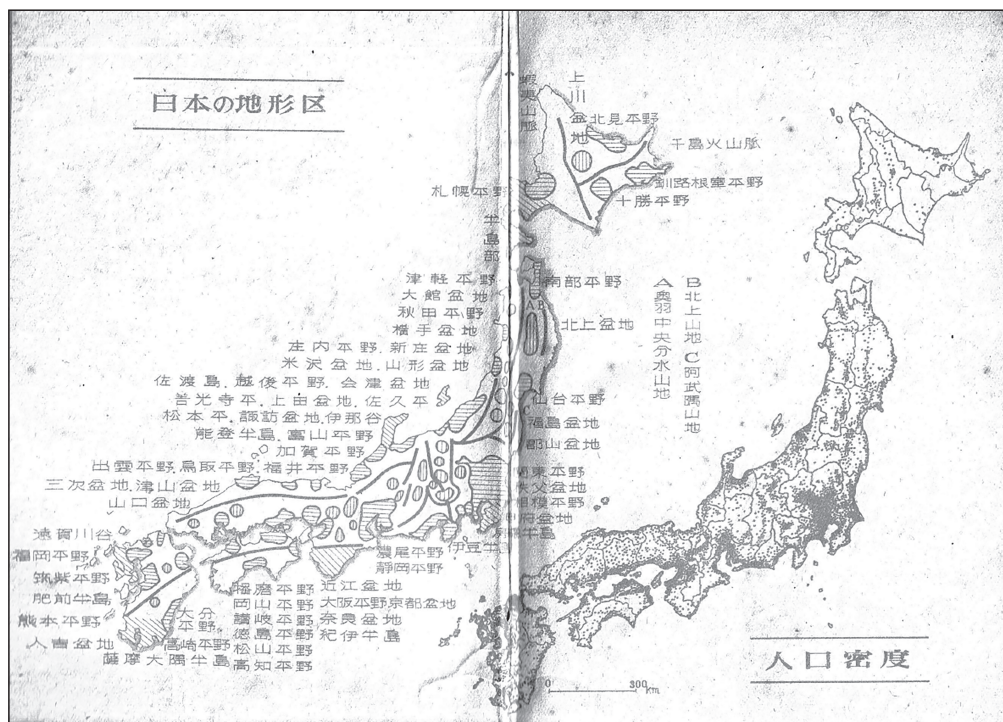 日本の地形区
上川盆地
蝦夷山脈
北見平野
千島火山脈
釧路根室平野
十勝平野
札幌平野
半島部
津軽平野
大館盆地
秋田平野
横手盆地
庄内平野.新庄盆地
米沢盆地.山形盆地
佐渡島.越後平野.会津盆地
善光寺平.上田盆地.佐久平
松本平.諏訪盆地伊那谷
能登半島.富山平野
加賀平野
出雲平野.鳥取平野.福井平野
三次盆地.津山盆地
山口盆地
遠賀川谷
福岡平野
筑紫平野
肥前半島
熊本平野
人吉盆地
薩摩大隅半島
大分平野
宮崎平野
播磨平野
岡山平野
讃岐平野
徳島平野
松山平野
高知平野
近江盆地
大阪平野京都盆地
奈良盆地
紀伊半島
濃尾平野
静岡平野
伊豆半
南部平野
北上盆地
仙台平野
福島盆地
郡山盆地
関東平野
秩父盆地
相模平野
甲府盆地
A B
C
B 北上山地 C 阿武隈山地
A 奥羽中央分水山地
0 300
Km
人口密度